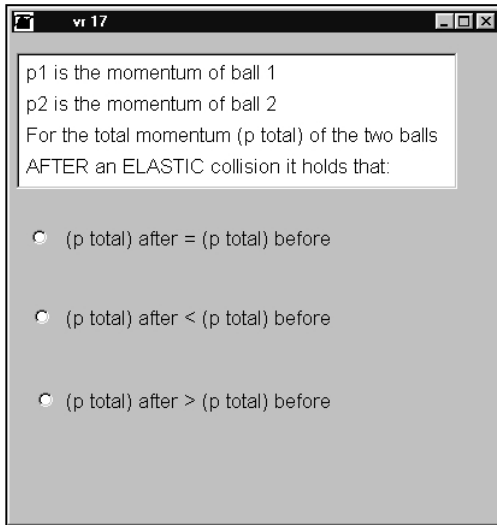 vr 17
p1 is the momentum of ball 1
p2 is the momentum of ball 2
For the total momentum (p total) of the two balls
AFTER an ELASTIC collision it holds that:
(p total) after = (p total) before
(p total) after < (p total) before
(p total) after > (p total) before